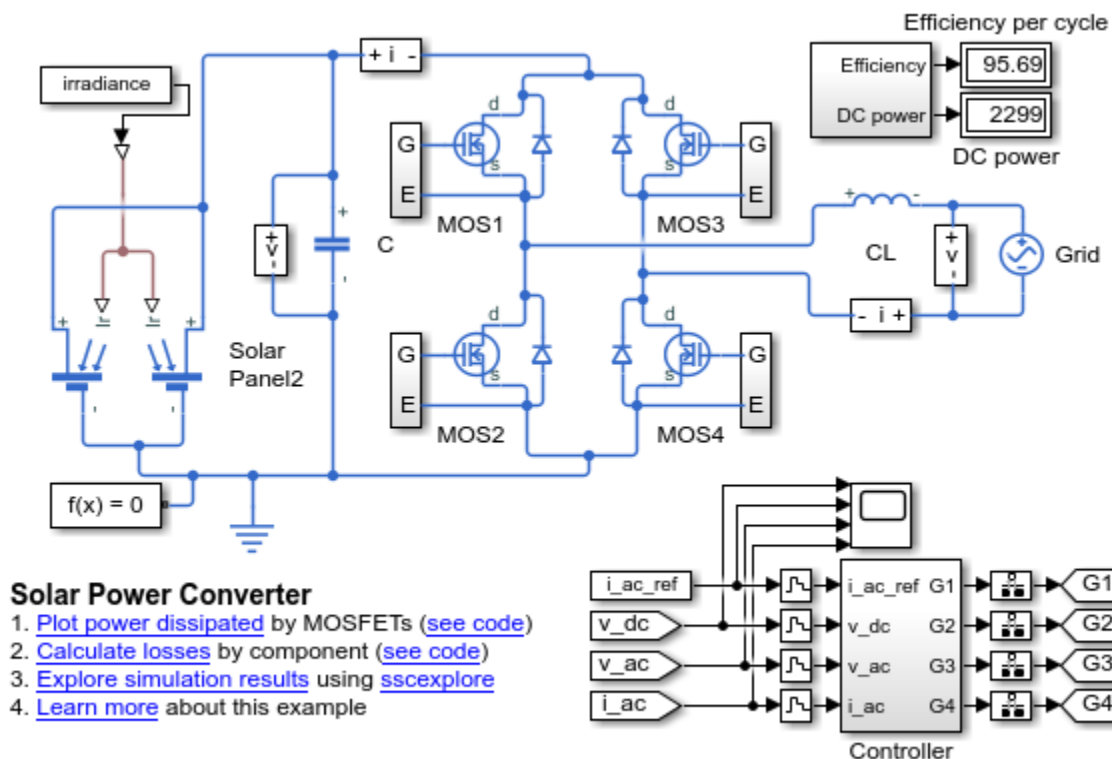 Efficiency per cycle
irradiance
+ i -
Efficiency
95.69
DC power
2299
DC power
d
d
G
G
s
s
E
E
MOS1
MOS3
+
+ -
+ v -
C
CL
+ v -
Grid
- i +
Ir
Ir
+
+
d
d
Solar
Panel2
G
G
s
s
E
E
MOS2
MOS4
f(x) = 0
Solar Power Converter
1. Plot power dissipated by MOSFETs (see code)
2. Calculate losses by component (see code)
3. Explore simulation results using sscexplore
4. Learn more about this example
i_ac_ref
i_ac_ref
G1
G1
v_dc
v_dc
G2
G2
v_ac
v_ac
G3
G3
i_ac
i_ac
G4
G4
Controller